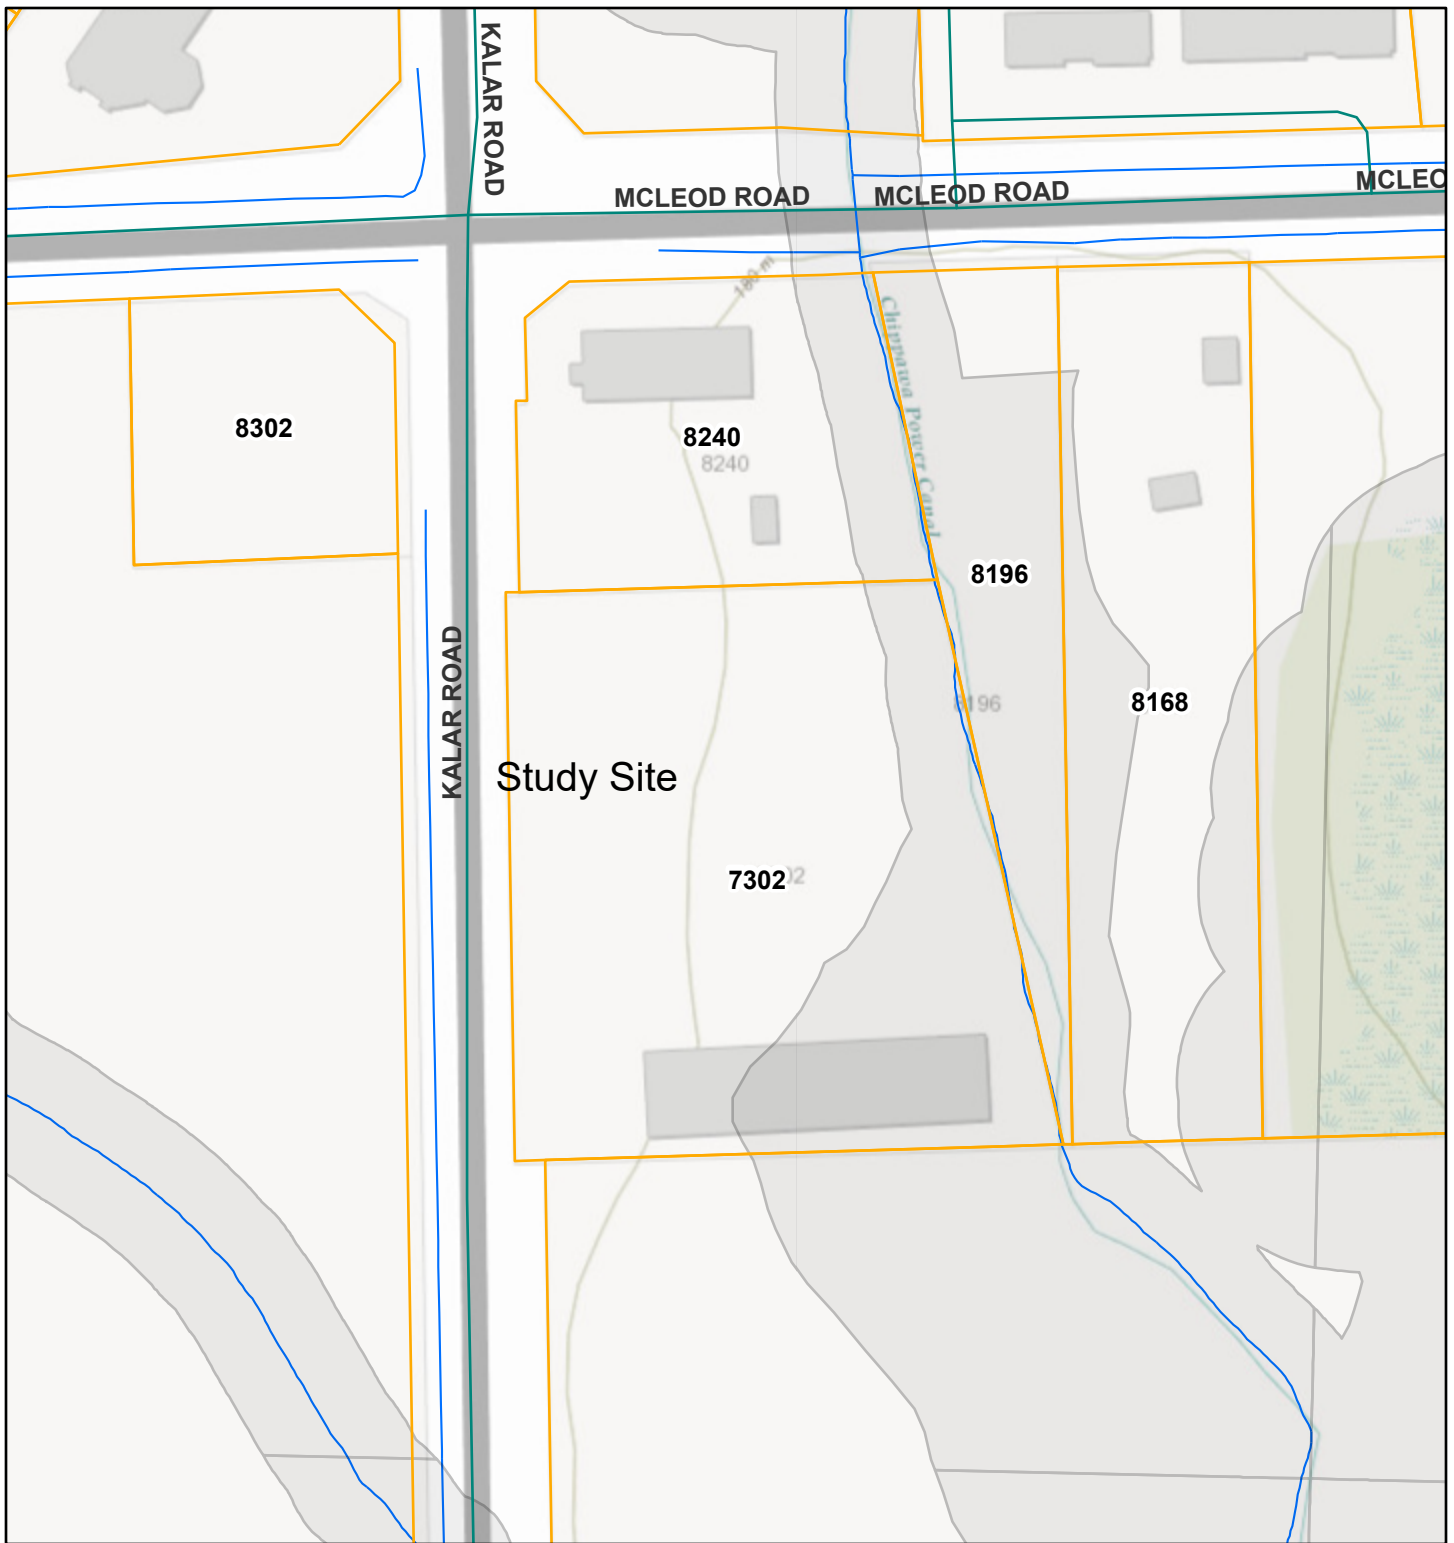 KALAR ROAD
MCLEOD ROAD
MCLEOD ROAD
MCLEO
180 m
Chippawa Power Canal
8302
8240
8240
8196
8196
8168
KALAR ROAD
Study Site
7302
02